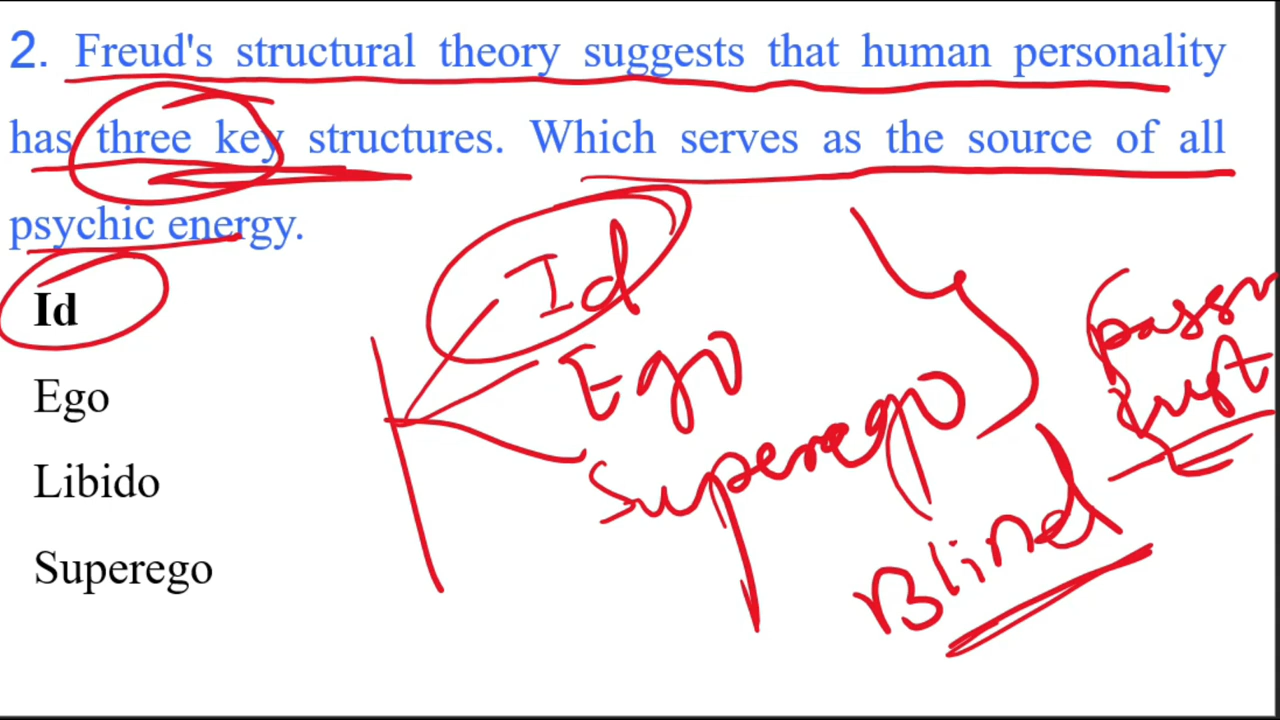 2. Freud's structural theory suggests that human personality
has three key structures. Which serves as the source of all
psychic energy.
Id
Ego
Libido
Superego
Id
Ego
Superego
Blind